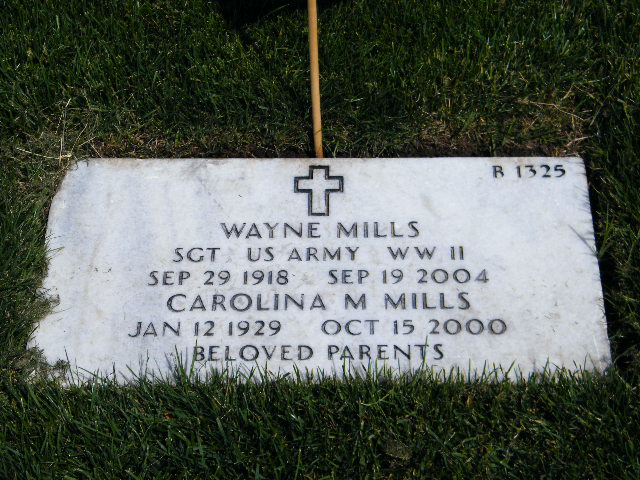 R 1325
WAYNE MILLS
SGT US ARMY WW II
SEP 29 1918 SEP 19 2004
CAROLINA M MILLS
JAN 12 1929 OCT 15 2000
BELOVED PARENTS